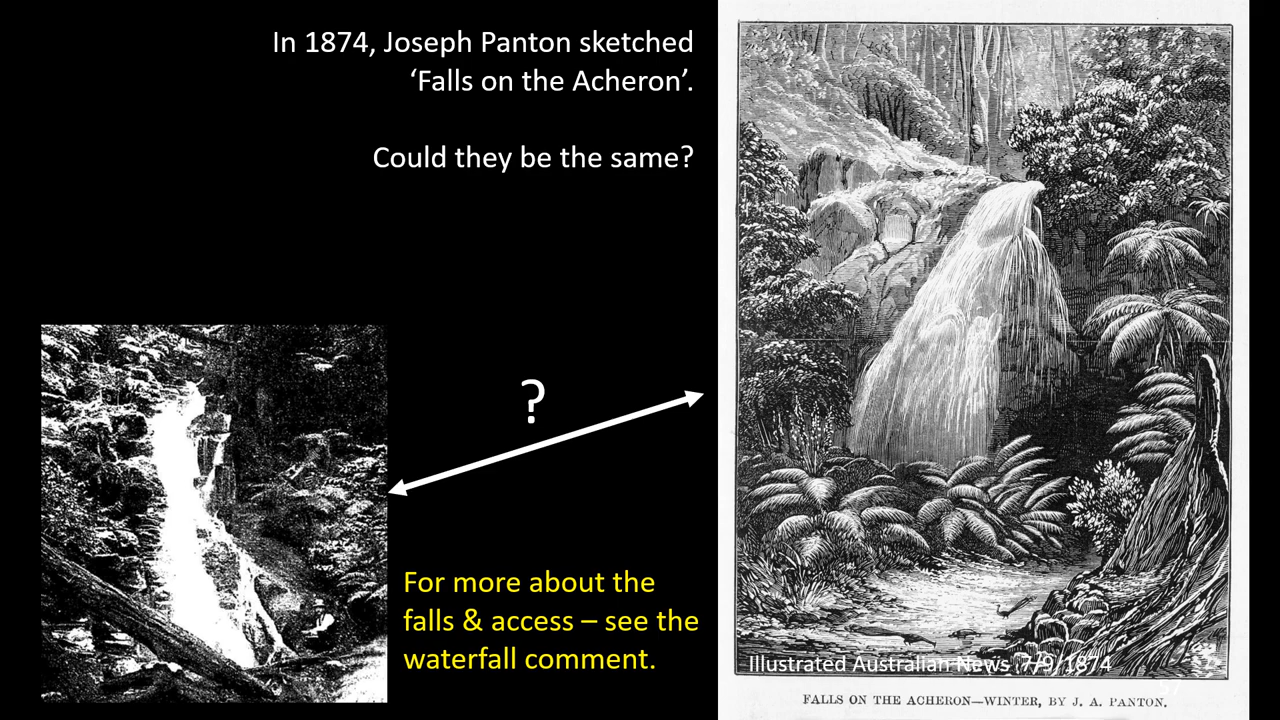 In 1874, Joseph Panton sketched
‘Falls on the Acheron’.
Could they be the same?
?
For more about the
falls & access – see the
waterfall comment.
Illustrated Australian News 7/9/1874
37
FALLS ON THE ACHERON—WINTER, BY J. A. PANTON.